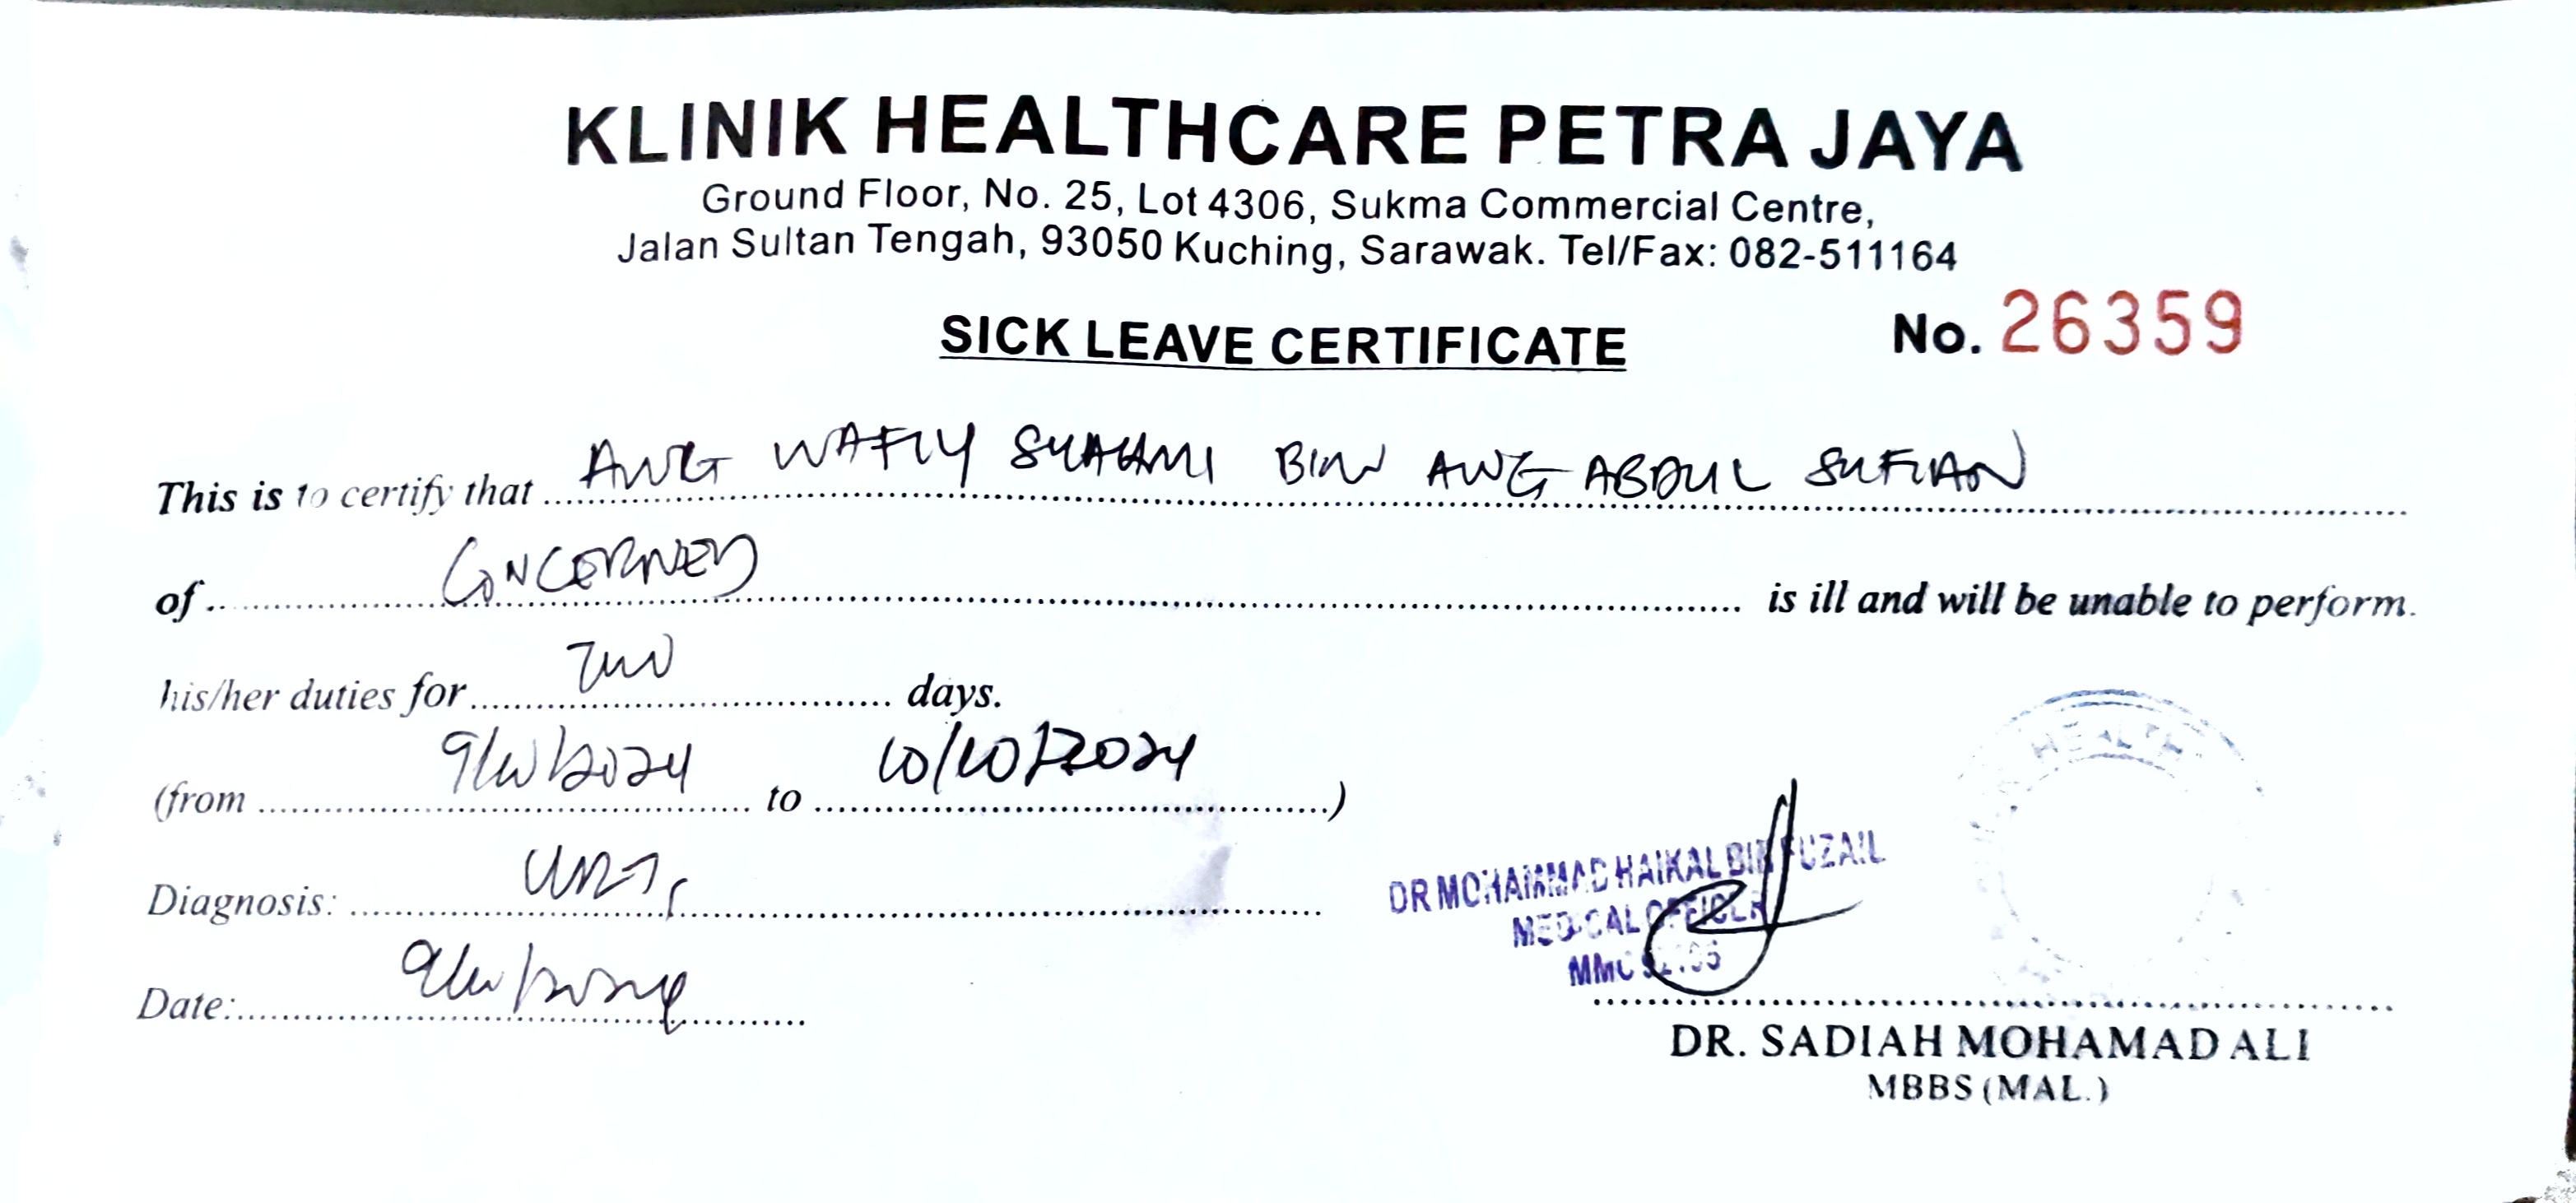 KLINIK HEALTHCARE PETRA JAYA
Ground Floor, No. 25, Lot 4306, Sukma Commercial Centre,
Jalan Sultan Tengah, 93050 Kuching, Sarawak. Tel/Fax: 082-511164
SICK LEAVE CERTIFICATE No. 26359
This is to certify that AWG WAFIY SYAHMI BIN AWG ABDUL SUFIAN
of CONCERNED is ill and will be unable to perform.
his/her duties for TWO days.
(from 9/10/2024 to 10/10/2024)
Diagnosis: URTI
Date: 9/10/2024
HEALTH
DR MOHAMMAD HAIKAL BIN FUZAIL
MEDICAL OFFICER
MMC
DR. SADIAH MOHAMAD ALI
MBBS (MAL.)